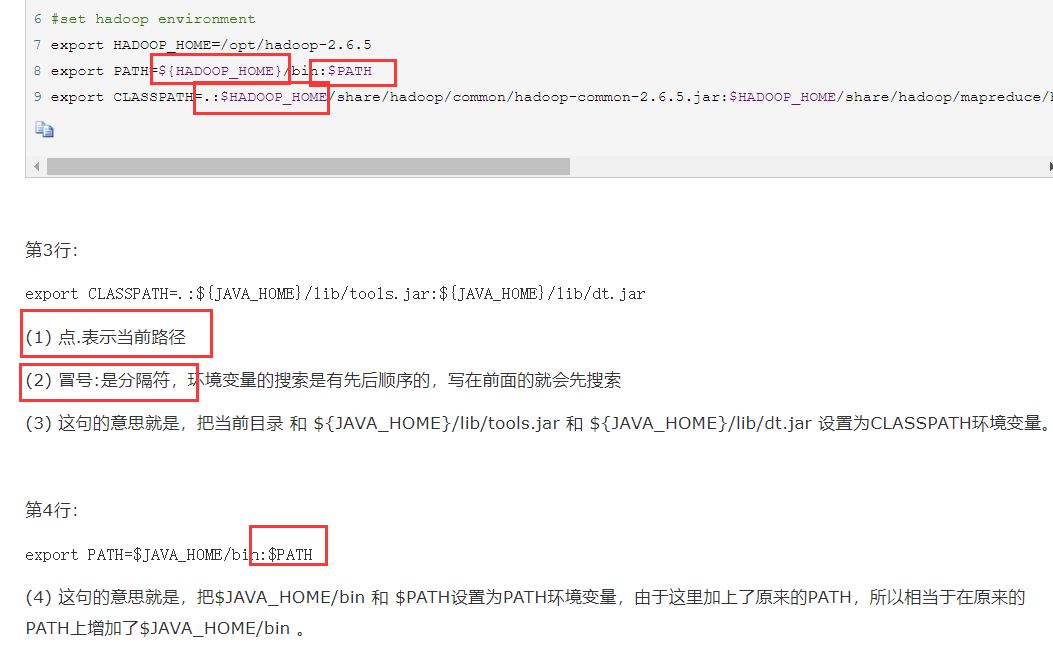 6 #set hadoop environment
7 export HADOOP_HOME=/opt/hadoop-2.6.5
8 export PATH=${HADOOP_HOME}/bin:$PATH
9 export CLASSPATH=.:$HADOOP_HOME/share/hadoop/common/hadoop-common-2.6.5.jar:$HADOOP_HOME/share/hadoop/mapreduce/
第3行：
export CLASSPATH=.:${JAVA_HOME}/lib/tools.jar:${JAVA_HOME}/lib/dt.jar
(1) 点.表示当前路径
(2) 冒号:是分隔符，环境变量的搜索是有先后顺序的，写在前面的就会先搜索
(3) 这句的意思就是，把当前目录 和 ${JAVA_HOME}/lib/tools.jar 和 ${JAVA_HOME}/lib/dt.jar 设置为CLASSPATH环境变量。
第4行：
export PATH=$JAVA_HOME/bin:$PATH
(4) 这句的意思就是，把$JAVA_HOME/bin 和 $PATH设置为PATH环境变量，由于这里加上了原来的PATH，所以相当于在原来的
PATH上增加了$JAVA_HOME/bin 。